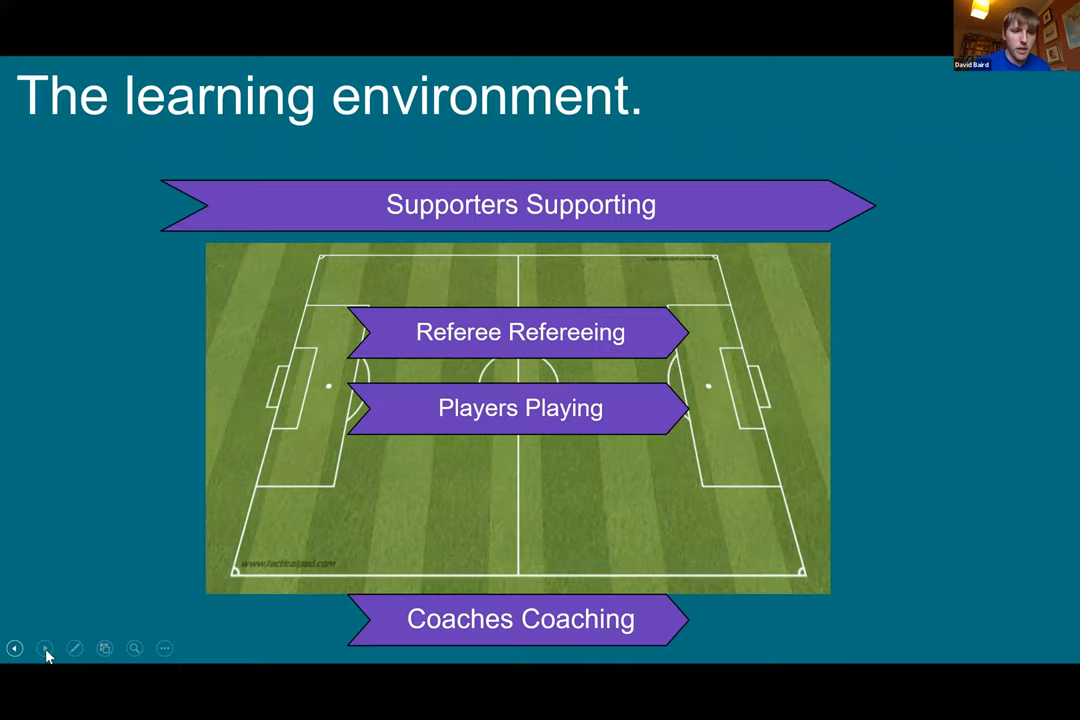 David Baird
The learning environment.
Supporters Supporting
Referee Refereeing
Players Playing
www.tacticalpad.com
Coaches Coaching